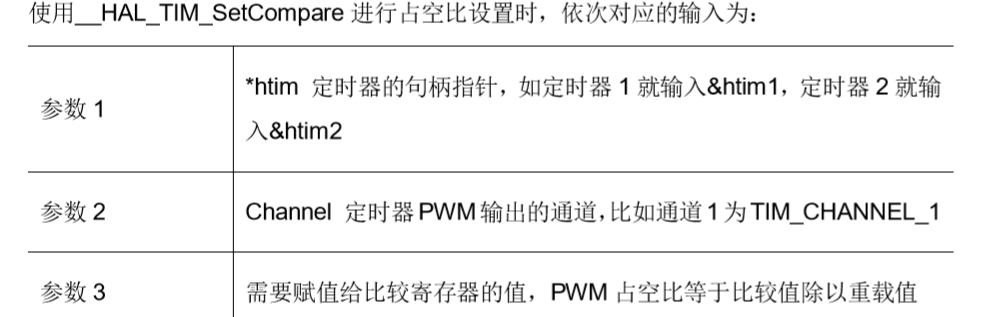 使用__HAL_TIM_SetCompare 进行占空比设置时，依次对应的输入为：
参数 1
*htim 定时器的句柄指针，如定时器 1 就输入&htim1，定时器 2 就输
入&htim2
参数 2
Channel 定时器 PWM 输出的通道，比如通道 1 为 TIM_CHANNEL_1
参数 3
需要赋值给比较寄存器的值，PWM 占空比等于比较值除以重载值